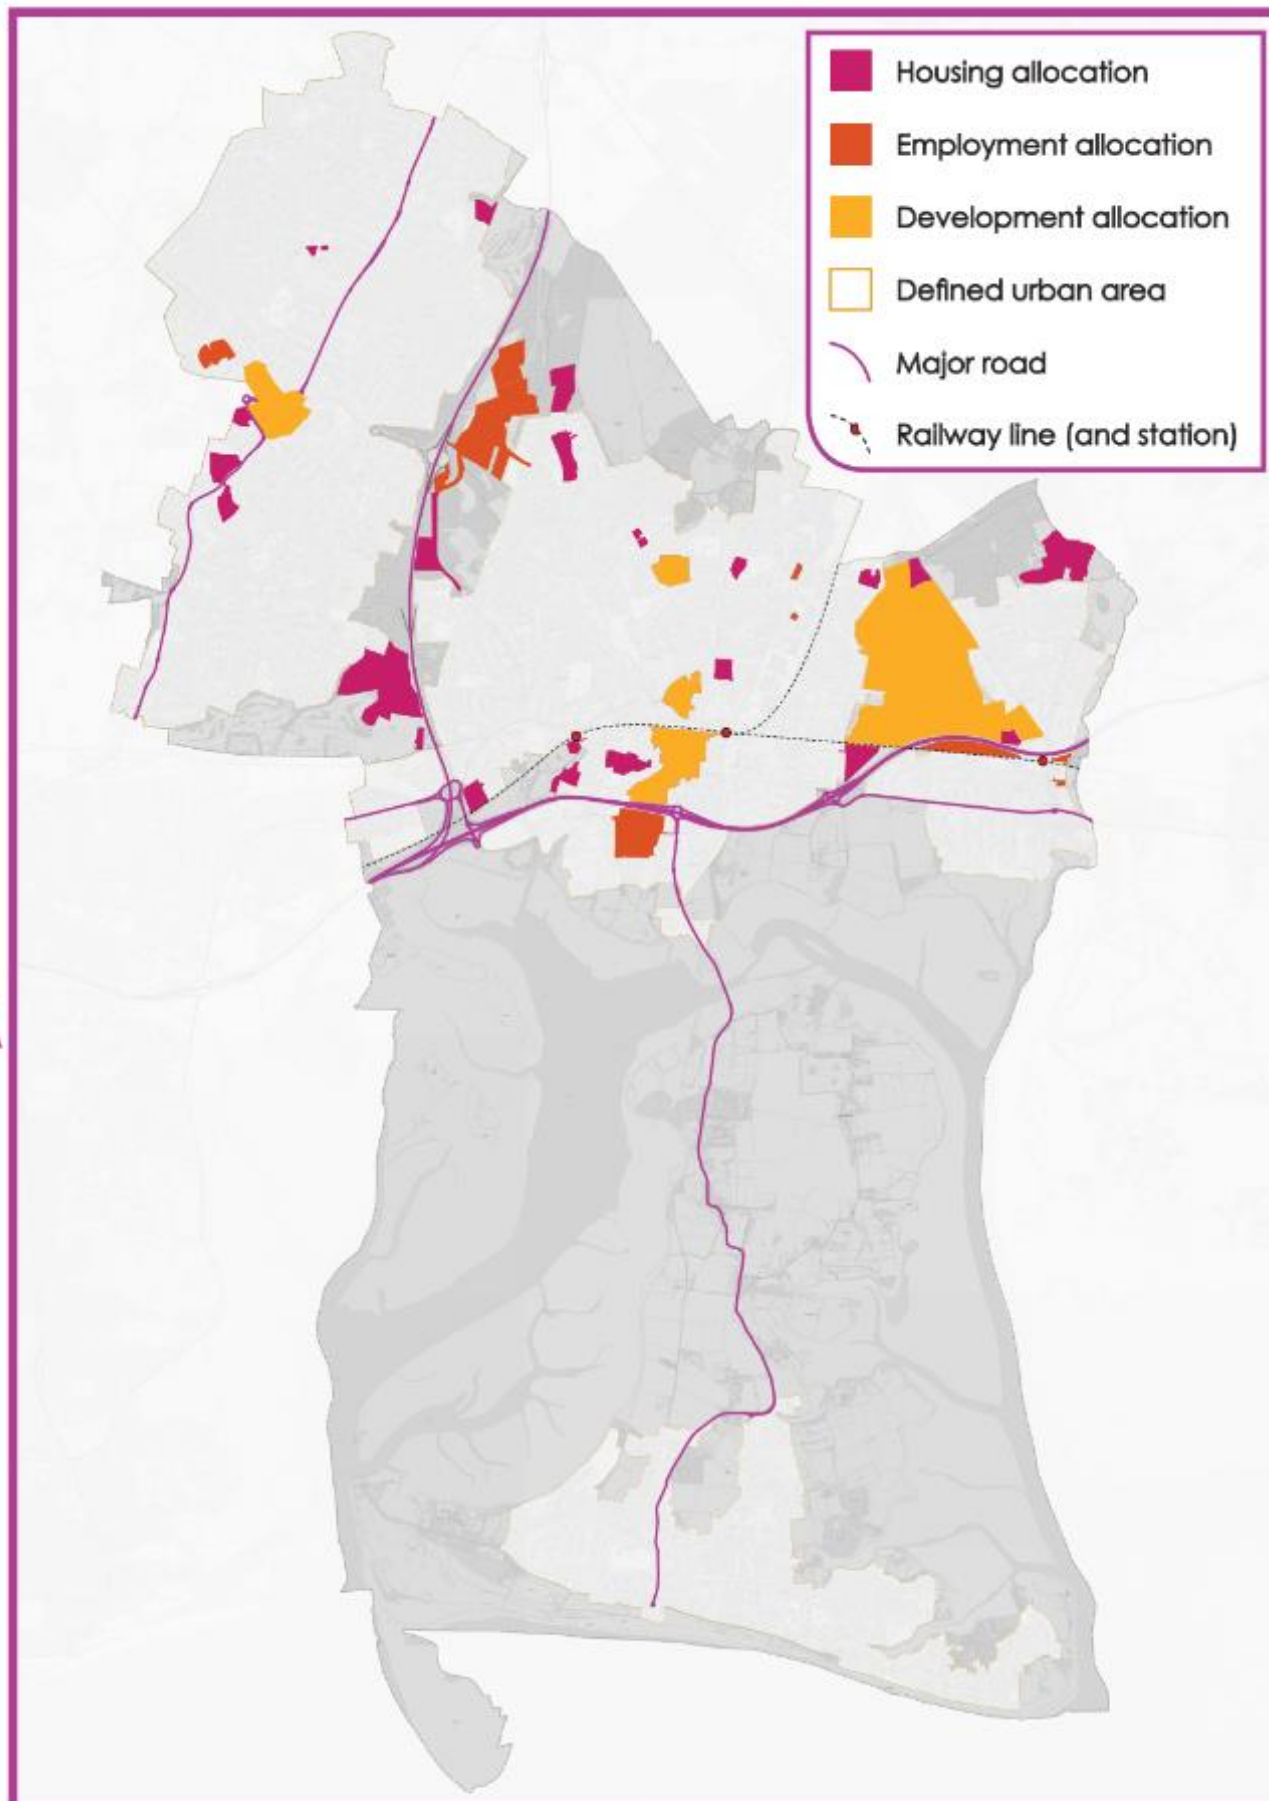 Housing allocation
Employment allocation
Development allocation
Defined urban area
Major road
Railway line (and station)